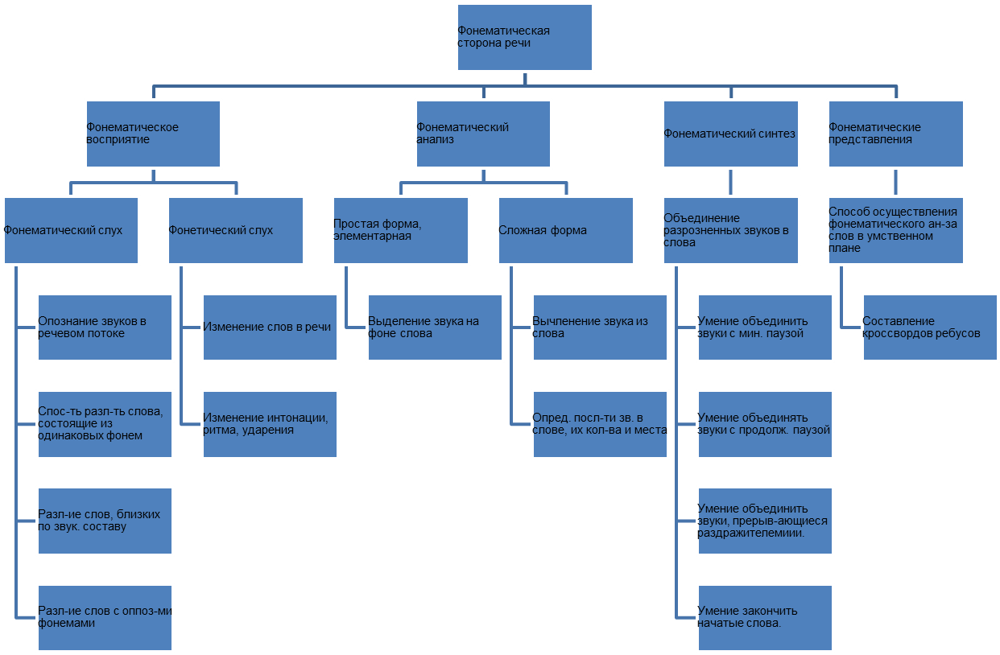 Фонематическая
сторона речи
Фонематическое
восприятие
Фонематический
анализ
Фонематический синтез
Фонематические
представления
Фонематический слух
Фонетический слух
Простая форма,
элементарная
Сложная форма
Объединение
разрозненных звуков в
слова
Способ осуществления
фонематического ан-за
слов в умственном
плане
Опознание звуков в
речевом потоке
Изменение слов в речи
Выделение звука на
фоне слова
Вычленение звука из
слова
Умение объединить
звуки с мин. паузой
Составление
кроссвордов ребусов
Спос-ть разл-ть слова,
состоящие из
одинаковых фонем
Изменение интонации,
ритма, ударения
Опред. посл-ти зв. в
слове, их кол-ва и места
Умение объединять
звуки с продолж. паузой
Разл-ие слов, близких
по звук. составу
Умение объединить
звуки, прерыв-ающиеся
раздражителемиии.
Разл-ие слов с оппоз-ми
фонемами
Умение закончить
начатые слова.